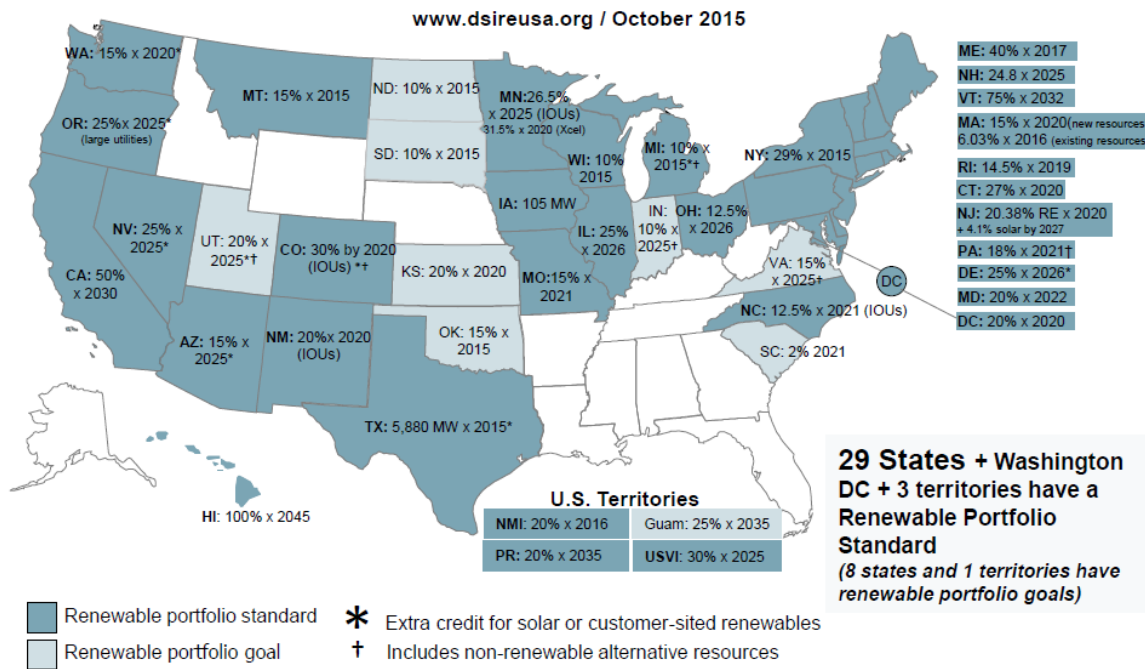 www.dsireusa.org / October 2015
WA: 15% x 2020*
OR: 25%x 2025*
(large utilities)
CA: 50%
x 2030
NV: 25% x
2025*
AZ: 15% x
2025*
UT: 20% x
2025*†
MT: 15% x 2015
CO: 30% by 2020
(IOUs) *†
NM: 20%x 2020
(IOUs)
ND: 10% x 2015
SD: 10% x 2015
KS: 20% x 2020
OK: 15% x
2015
TX: 5,880 MW x 2015*
MN:26.5%
x 2025 (IOUs)
31.5% x 2020 (Xcel)
IA: 105 MW
MO:15% x
2021
WI: 10%
2015
IL: 25%
x 2026
MI: 10% x
2015*†
IN:
10% x
2025†
OH: 12.5%
x 2026
NY: 29% x 2015
VA: 15%
x 2025†
NC: 12.5% x 2021 (IOUs)
SC: 2% 2021
DC
HI: 100% x 2045
ME: 40% x 2017
NH: 24.8 x 2025
VT: 75% x 2032
MA: 15% x 2020(new resources)
6.03% x 2016 (existing resources)
RI: 14.5% x 2019
CT: 27% x 2020
NJ: 20.38% RE x 2020
+ 4.1% solar by 2027
PA: 18% x 2021†
DE: 25% x 2026*
MD: 20% x 2022
DC: 20% x 2020
U.S. Territories
NMI: 20% x 2016
Guam: 25% x 2035
PR: 20% x 2035
USVI: 30% x 2025
29 States + Washington
DC + 3 territories have a
Renewable Portfolio
Standard
(8 states and 1 territories have
renewable portfolio goals)
Renewable portfolio standard
Renewable portfolio goal
* Extra credit for solar or customer-sited renewables
† Includes non-renewable alternative resources